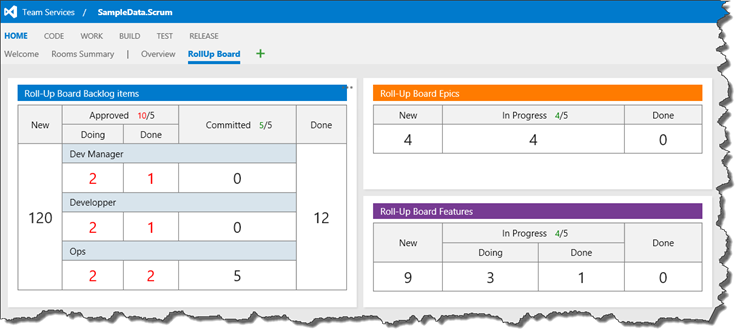 Team Services / SampleData.Scrum
HOME CODE WORK BUILD TEST RELEASE
Welcome Rooms Summary | Overview RollUp Board +
Roll-Up Board Backlog items
New Approved 10/5 Committed 5/5 Done
Doing Done
Dev Manager
2 1 0
Developper
120 2 1 0 12
Ops
2 2 5
Roll-Up Board Epics
New In Progress 4/5 Done
4 4 0
Roll-Up Board Features
New In Progress 4/5 Done
Doing Done
9 3 1 0